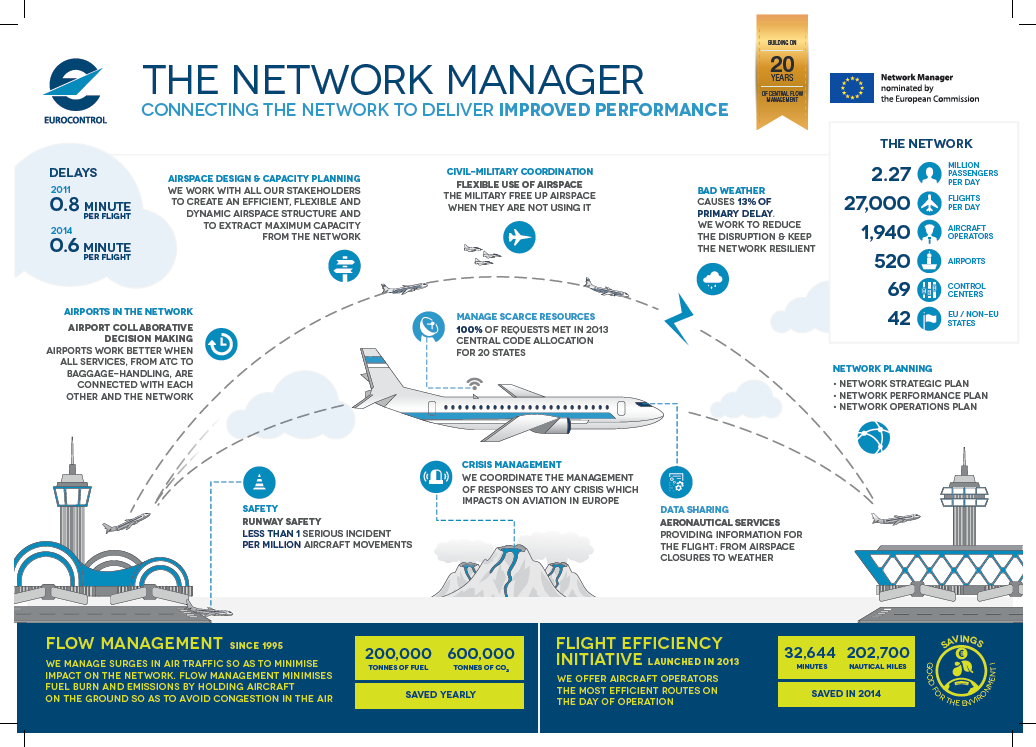 EUROCONTROL
THE NETWORK MANAGER
CONNECTING THE NETWORK TO DELIVER IMPROVED PERFORMANCE
BUILDING ON
20
YEARS
OF CENTRAL FLOW
MANAGEMENT
Network Manager
nominated by
the European Commission
DELAYS
2011
0.8 MINUTE
PER FLIGHT
2014
0.6 MINUTE
PER FLIGHT
AIRSPACE DESIGN & CAPACITY PLANNING
WE WORK WITH ALL OUR STAKEHOLDERS
TO CREATE AN EFFICIENT, FLEXIBLE AND
DYNAMIC AIRSPACE STRUCTURE AND
TO EXTRACT MAXIMUM CAPACITY
FROM THE NETWORK
CIVIL-MILITARY COORDINATION
FLEXIBLE USE OF AIRSPACE
THE MILITARY FREE UP AIRSPACE
WHEN THEY ARE NOT USING IT
BAD WEATHER
CAUSES 13% OF
PRIMARY DELAY.
WE WORK TO REDUCE
THE DISRUPTION & KEEP
THE NETWORK RESILIENT
THE NETWORK
2.27 MILLION
PASSENGERS
PER DAY
27,000 FLIGHTS
PER DAY
1,940 AIRCRAFT
OPERATORS
520 AIRPORTS
69 CONTROL
CENTERS
42 EU / NON-EU
STATES
AIRPORTS IN THE NETWORK
AIRPORT COLLABORATIVE
DECISION MAKING
AIRPORTS WORK BETTER WHEN
ALL SERVICES, FROM ATC TO
BAGGAGE-HANDLING, ARE
CONNECTED WITH EACH
OTHER AND THE NETWORK
MANAGE SCARCE RESOURCES
100% OF REQUESTS MET IN 2013
CENTRAL CODE ALLOCATION
FOR 20 STATES
NETWORK PLANNING
• NETWORK STRATEGIC PLAN
• NETWORK PERFORMANCE PLAN
• NETWORK OPERATIONS PLAN
SAFETY
RUNWAY SAFETY
LESS THAN 1 SERIOUS INCIDENT
PER MILLION AIRCRAFT MOVEMENTS
CRISIS MANAGEMENT
WE COORDINATE THE MANAGEMENT
OF RESPONSES TO ANY CRISIS WHICH
IMPACTS ON AVIATION IN EUROPE
DATA SHARING
AERONAUTICAL SERVICES
PROVIDING INFORMATION FOR
THE FLIGHT: FROM AIRSPACE
CLOSURES TO WEATHER
FLOW MANAGEMENT SINCE 1995
WE MANAGE SURGES IN AIR TRAFFIC SO AS TO MINIMISE
IMPACT ON THE NETWORK. FLOW MANAGEMENT MINIMISES
FUEL BURN AND EMISSIONS BY HOLDING AIRCRAFT
ON THE GROUND SO AS TO AVOID CONGESTION IN THE AIR
200,000 600,000
TONNES OF FUEL TONNES OF CO₂
SAVED YEARLY
FLIGHT EFFICIENCY
INITIATIVE LAUNCHED IN 2013
WE OFFER AIRCRAFT OPERATORS
THE MOST EFFICIENT ROUTES ON
THE DAY OF OPERATION
32,644 202,700
MINUTES NAUTICAL MILES
SAVED IN 2014
SAVINGS
€
GOOD FOR THE ENVIRONMENT!